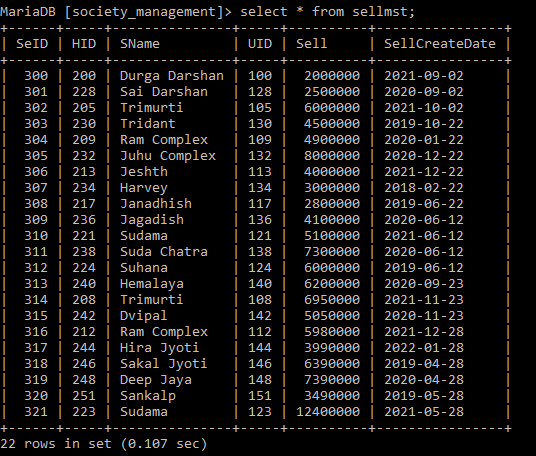 MariaDB [society_management]> select * from sellmst;
+------+------+---------------+------+----------+----------------+
| SeID | HID  | SName         | UID  | Sell     | SellCreateDate |
+------+------+---------------+------+----------+----------------+
|  300 |  200 | Durga Darshan |  100 |  2000000 | 2021-09-02     |
|  301 |  228 | Sai Darshan   |  128 |  2500000 | 2020-09-02     |
|  302 |  205 | Trimurti      |  105 |  6000000 | 2021-10-02     |
|  303 |  230 | Tridant       |  130 |  4500000 | 2019-10-22     |
|  304 |  209 | Ram Complex   |  109 |  4900000 | 2020-01-22     |
|  305 |  232 | Juhu Complex  |  132 |  8000000 | 2020-12-22     |
|  306 |  213 | Jeshth        |  113 |  4000000 | 2021-12-22     |
|  307 |  234 | Harvey        |  134 |  3000000 | 2018-02-22     |
|  308 |  217 | Janadhish     |  117 |  2800000 | 2019-06-22     |
|  309 |  236 | Jagadish      |  136 |  4100000 | 2020-06-12     |
|  310 |  221 | Sudama        |  121 |  5100000 | 2021-06-12     |
|  311 |  238 | Suda Chatra   |  138 |  7300000 | 2020-06-12     |
|  312 |  224 | Suhana        |  124 |  6000000 | 2019-06-12     |
|  313 |  240 | Hemalaya      |  140 |  6200000 | 2020-09-23     |
|  314 |  208 | Trimurti      |  108 |  6950000 | 2021-11-23     |
|  315 |  242 | Dvipal        |  142 |  5050000 | 2020-11-23     |
|  316 |  212 | Ram Complex   |  112 |  5980000 | 2021-12-28     |
|  317 |  244 | Hira Jyoti    |  144 |  3990000 | 2022-01-28     |
|  318 |  246 | Sakal Jyoti   |  146 |  6390000 | 2019-04-28     |
|  319 |  248 | Deep Jaya     |  148 |  7390000 | 2020-04-28     |
|  320 |  251 | Sankalp       |  151 |  3490000 | 2019-05-28     |
|  321 |  223 | Sudama        |  123 | 12400000 | 2021-05-28     |
+------+------+---------------+------+----------+----------------+
22 rows in set (0.107 sec)